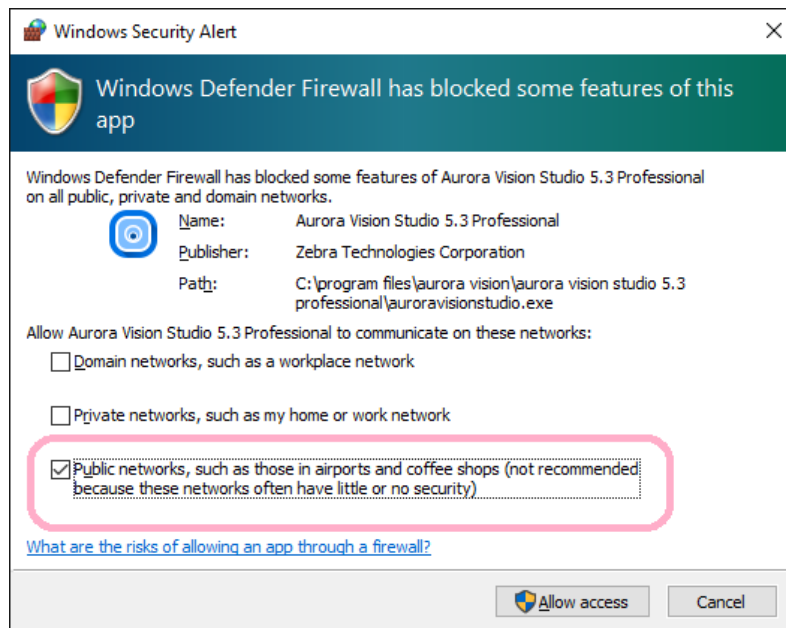 Windows Security Alert
Windows Defender Firewall has blocked some features of this
app
Windows Defender Firewall has blocked some features of Aurora Vision Studio 5.3 Professional
on all public, private and domain networks.
Name: Aurora Vision Studio 5.3 Professional
Publisher: Zebra Technologies Corporation
Path: C:\program files\aurora vision\aurora vision studio 5.3
professional\auroravisionstudio.exe
Allow Aurora Vision Studio 5.3 Professional to communicate on these networks:
Domain networks, such as a workplace network
Private networks, such as my home or work network
Public networks, such as those in airports and coffee shops (not recommended
because these networks often have little or no security)
What are the risks of allowing an app through a firewall?
Allow access Cancel